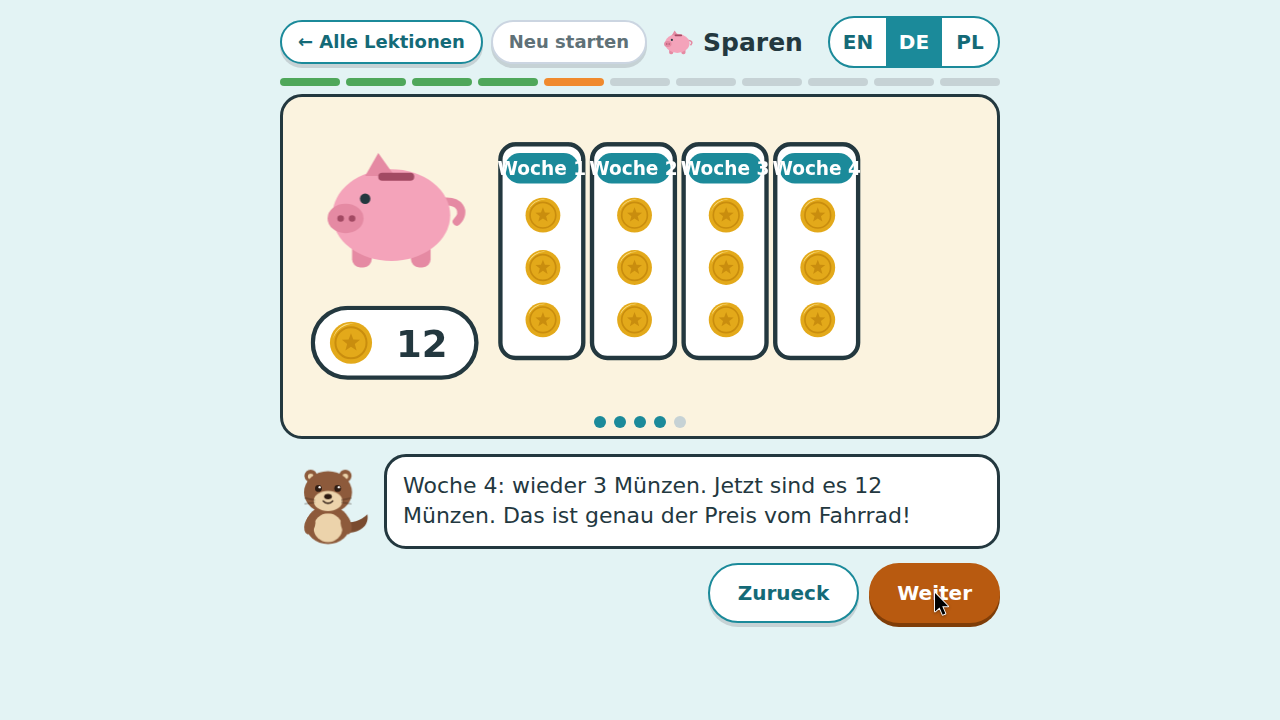 ← Alle Lektionen
Neu starten
Sparen
EN DE PL
Woche 1
Woche 2
Woche 3
Woche 4
12
Woche 4: wieder 3 Münzen. Jetzt sind es 12
Münzen. Das ist genau der Preis vom Fahrrad!
Zurueck
Weiter